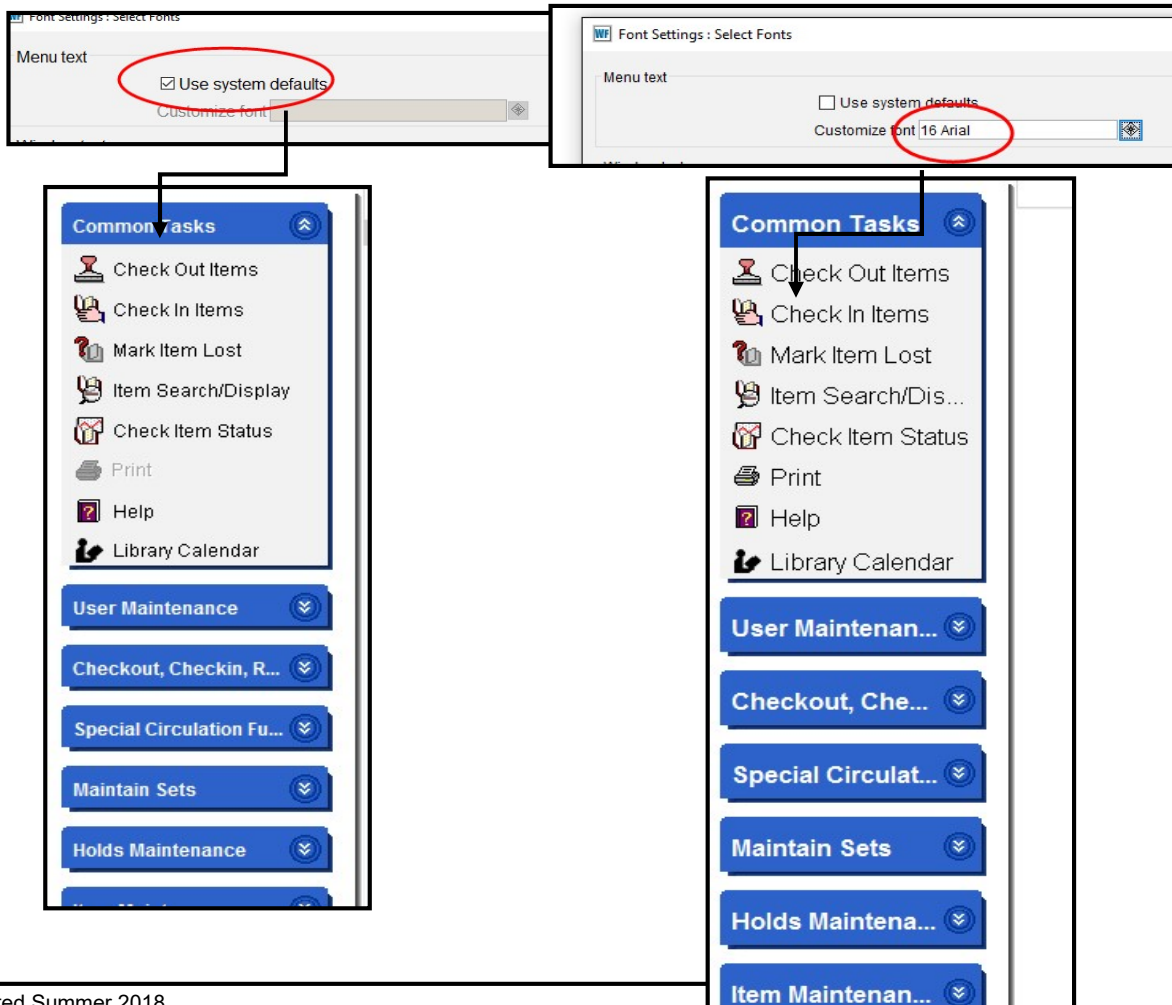 WF Font Settings : Select Fonts
Menu text
Use system defaults
Customize font
WF Font Settings : Select Fonts
Menu text
Use system defaults
Customize font 16 Arial
Common Tasks
Check Out Items
Check In Items
Mark Item Lost
Item Search/Display
Check Item Status
Print
Help
Library Calendar
User Maintenance
Checkout, Checkin, R...
Special Circulation Fu...
Maintain Sets
Holds Maintenance
Common Tasks
Check Out Items
Check In Items
Mark Item Lost
Item Search/Dis...
Check Item Status
Print
Help
Library Calendar
User Maintenan...
Checkout, Che...
Special Circulat...
Maintain Sets
Holds Maintena...
Item Maintenan...
Summer 2018